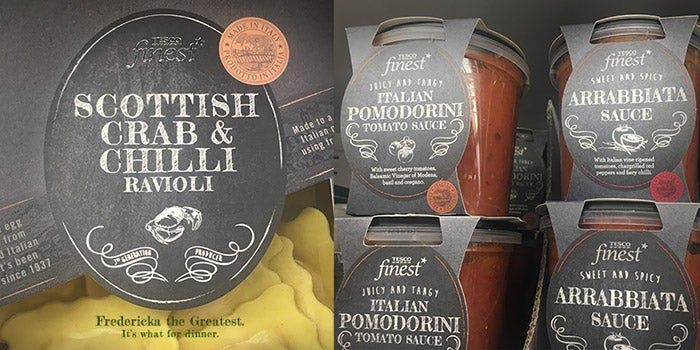 TESCO
finest*
MADE IN ITALY
PRODOTTO IN ITALIA
SCOTTISH
CRAB &
CHILLI
RAVIOLI
3rd GENERATION
PRODUCER
Made to a
Italian
using
egg
from
Italian
t's been
since 1937
Fredericka the Greatest.
It's what for dinner.
TESCO
finest*
JUICY AND TANGY
ITALIAN
POMODORINI
TOMATO SAUCE
With sweet cherry tomatoes,
Balsamic Vinegar of Modena,
basil and oregano.
TESCO
finest*
SWEET AND SPICY
ARRABBIATA
SAUCE
With Italian vine-ripened
tomatoes, chargrilled red
peppers and fiery chilli.
TESCO
finest*
JUICY AND TANGY
ITALIAN
POMODORINI
TOMATO SAUCE
TESCO
finest*
SWEET AND SPICY
ARRABBIATA
SAUCE